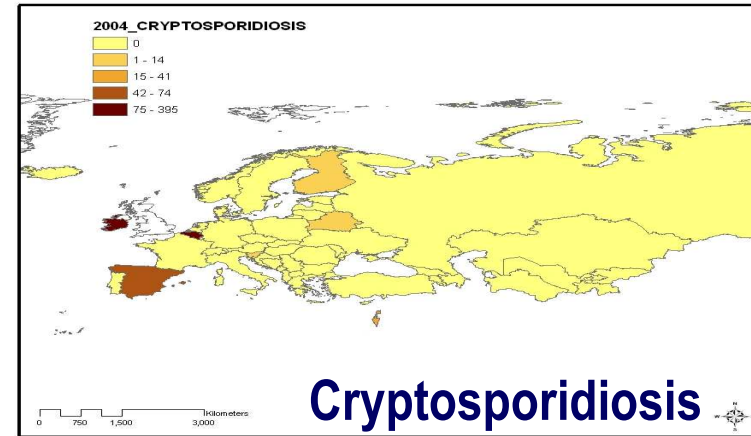 2004_CRYPTOSPORIDIOSIS
0
1 - 14
15 - 41
42 - 74
75 - 395
Kilometers
0 750 1,500 3,000
Cryptosporidiosis
N
W E
S